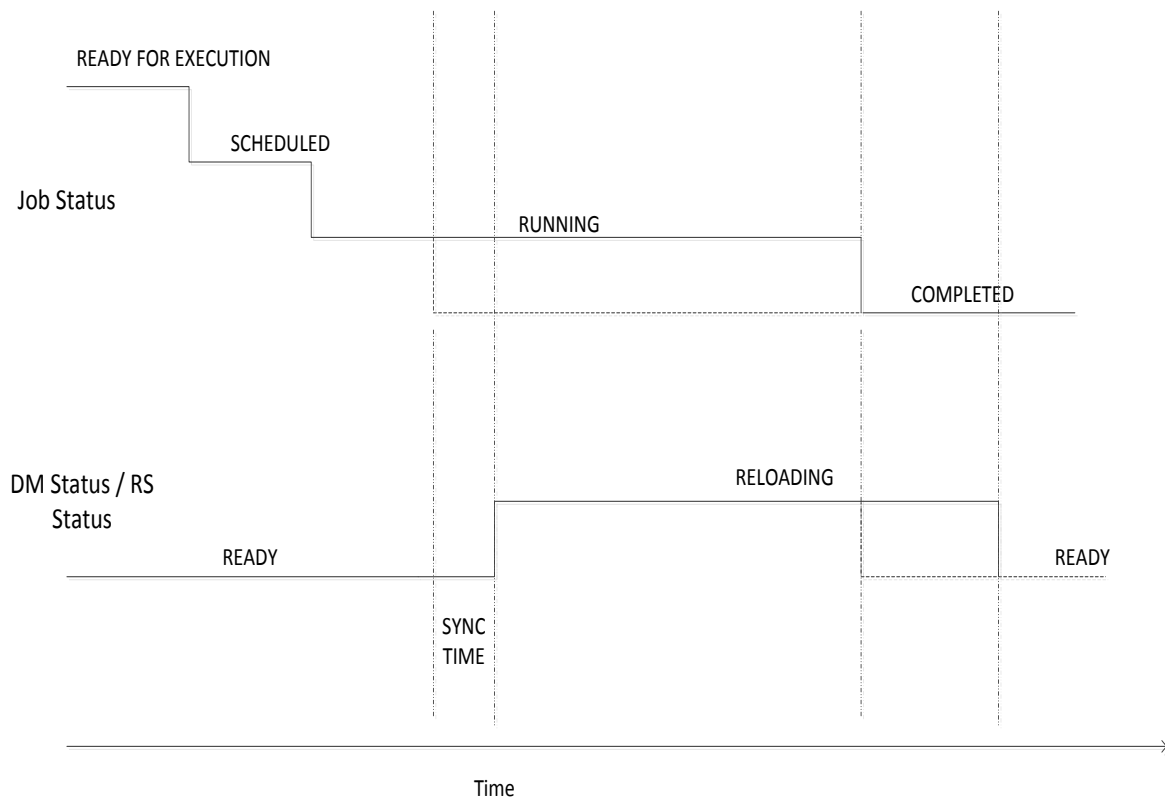 READY FOR EXECUTION
SCHEDULED
Job Status
RUNNING
COMPLETED
RELOADING
DM Status / RS
Status
READY
READY
SYNC
TIME
Time